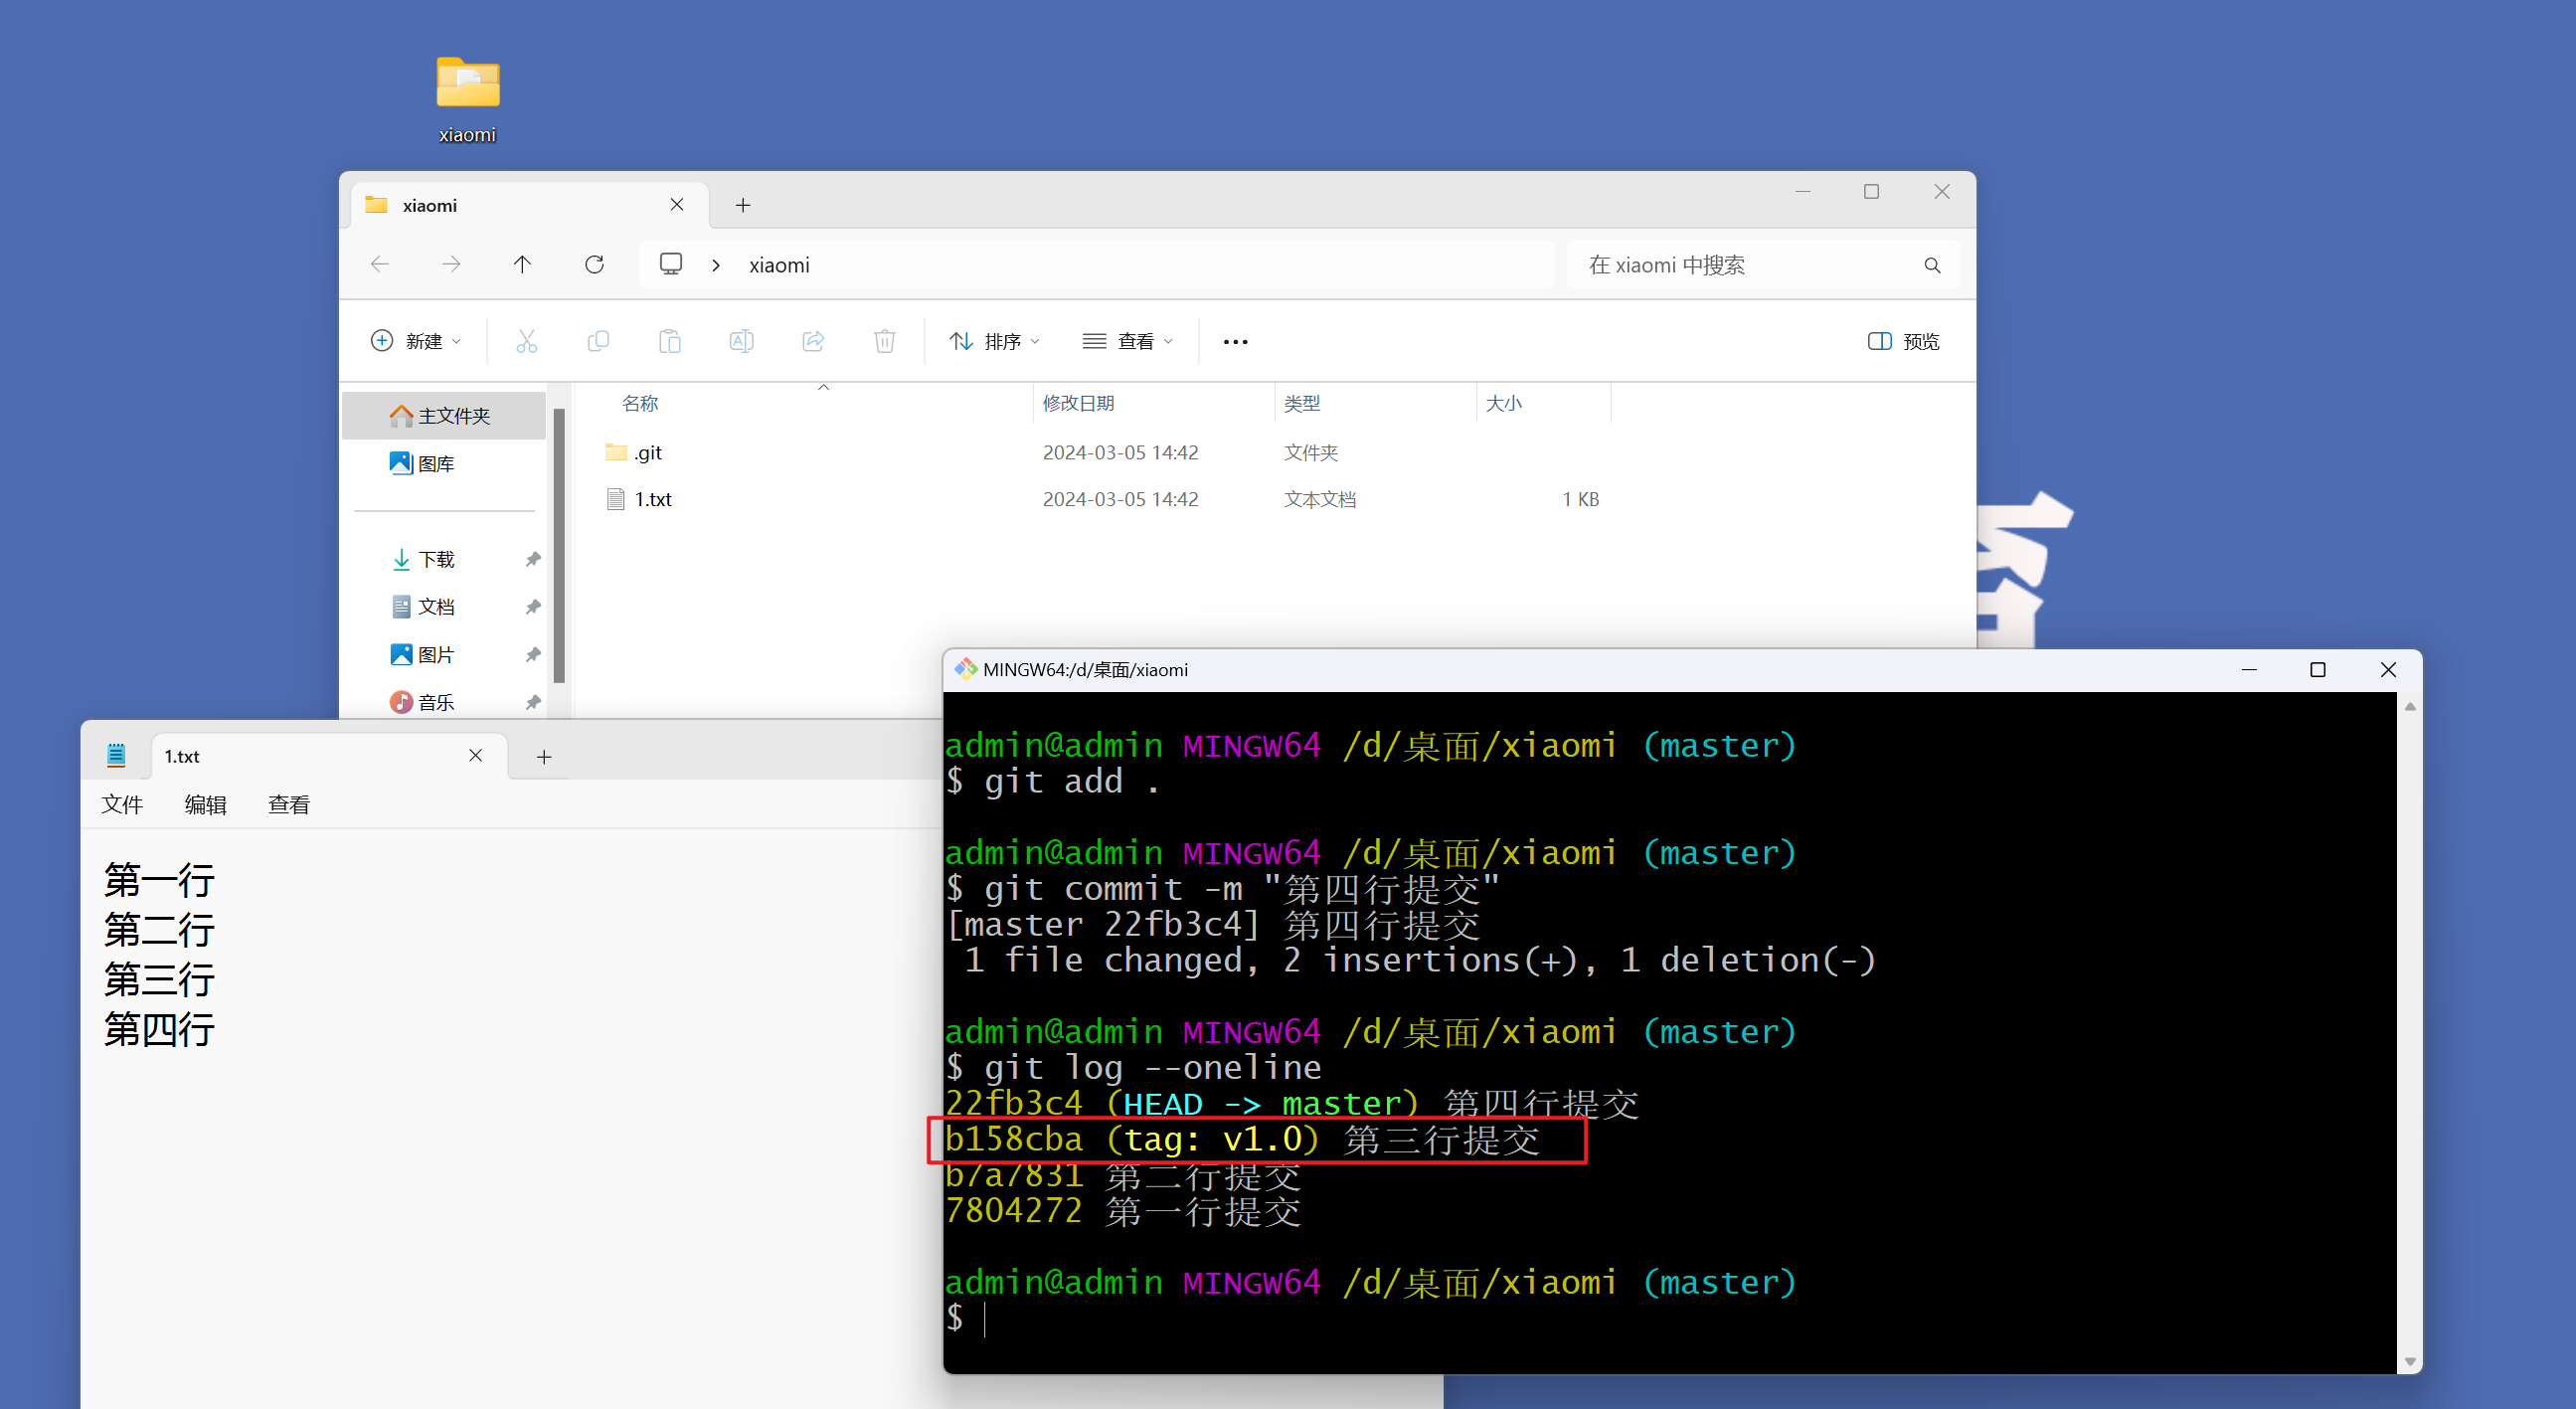 xiaomi
xiaomi
xiaomi
在 xiaomi 中搜索
新建
排序
查看
预览
主文件夹
图库
下载
文档
图片
音乐
名称 修改日期 类型 大小
.git 2024-03-05 14:42 文件夹
1.txt 2024-03-05 14:42 文本文档 1 KB
1.txt
文件 编辑 查看
第一行
第二行
第三行
第四行
MINGW64:/d/桌面/xiaomi
admin@admin MINGW64 /d/桌面/xiaomi (master)
$ git add .
admin@admin MINGW64 /d/桌面/xiaomi (master)
$ git commit -m "第四行提交"
[master 22fb3c4] 第四行提交
1 file changed, 2 insertions(+), 1 deletion(-)
admin@admin MINGW64 /d/桌面/xiaomi (master)
$ git log --oneline
22fb3c4 (HEAD -> master) 第四行提交
b158cba (tag: v1.0) 第三行提交
b7a7831 第二行提交
7804272 第一行提交
admin@admin MINGW64 /d/桌面/xiaomi (master)
$